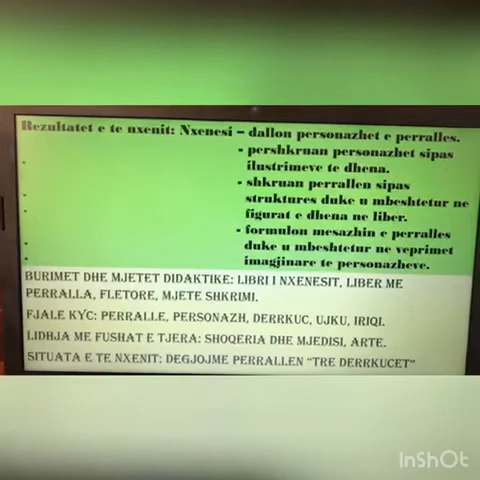 Rezultatet e te nxenit: Nxenesi – dallon personazhet e perralles.
- pershkruan personazhet sipas
ilustrimeve te dhena.
- shkruan perrallen sipas
struktures duke u mbeshtetur ne
figurat e dhena ne liber.
- formulon mesazhin e perralles
duke u mbeshtetur ne veprimet
imagjinare te personazheve.
BURIMET DHE MJETET DIDAKTIKE: LIBRI I NXENESIT, LIBER ME
PERRALLA, FLETORE, MJETE SHKRIMI.
FJALE KYC: PERRALLE, PERSONAZH, DERRKUC, UJKU, IRIQI.
LIDHJA ME FUSHAT E TJERA: SHOQERIA DHE MJEDISI, ARTE.
SITUATA E TE NXENIT: DEGJOJME PERRALLEN "TRE DERRKUCET"
InShOt